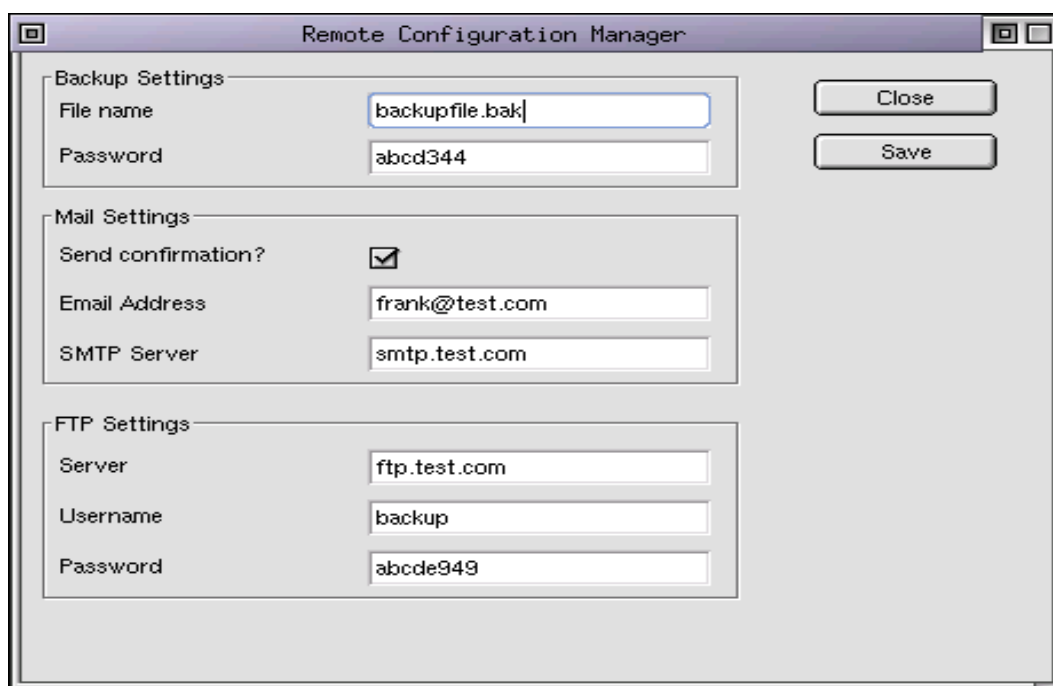 Remote Configuration Manager
Backup Settings
File name backupfile.bak
Password abcd344
Close
Save
Mail Settings
Send confirmation?
Email Address frank@test.com
SMTP Server smtp.test.com
FTP Settings
Server ftp.test.com
Username backup
Password abcde949